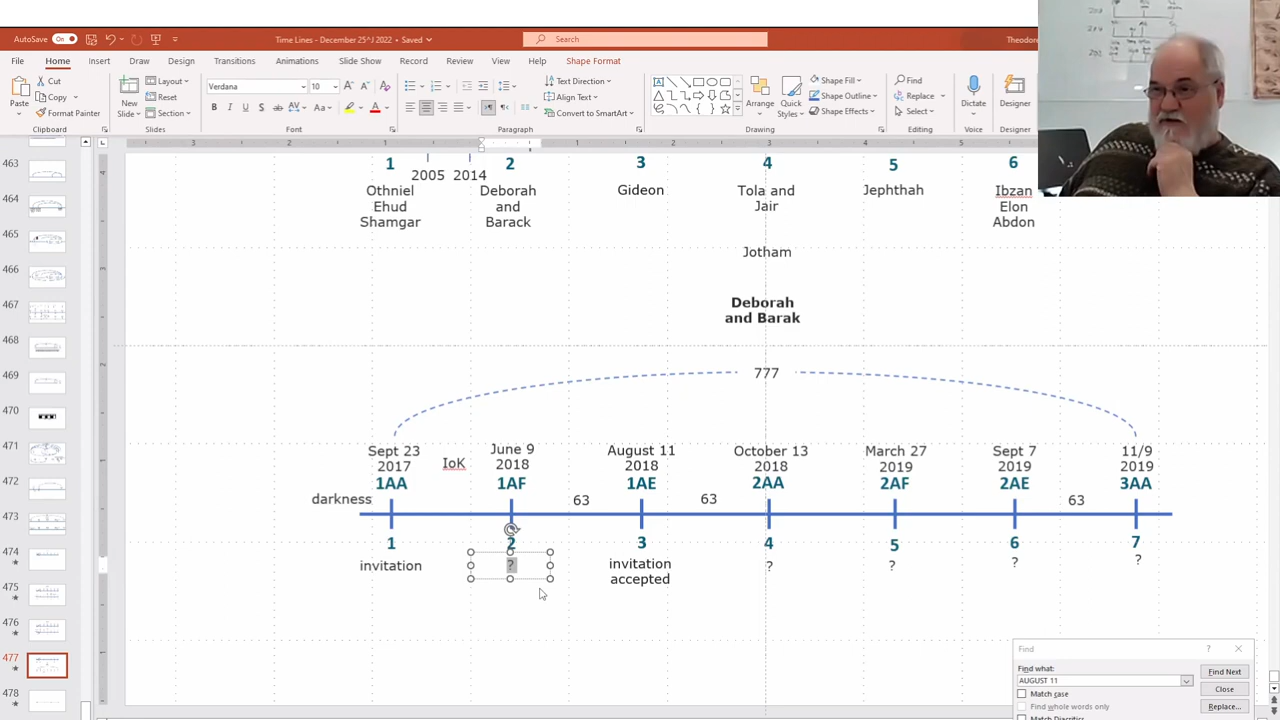 AutoSave On Time Lines - December 25^J 2022 • Saved Search Theodore
File Home Insert Draw Design Transitions Animations Slide Show Record Review View Help Shape Format
Paste Cut Copy Format Painter
Clipboard
New Slide Layout Reset Section
Slides
Verdana 10
Font
Text Direction Align Text Convert to SmartArt
Paragraph
Arrange Quick Styles Shape Fill Shape Outline Shape Effects
Drawing
Find Replace Select
Editing
Dictate
Voice
Designer
Designer
463
464
465
466
467
468
469
470
471
472
473
474
475
476
477
478
1 2005 2014 2 3 4 5 6
Othniel
Ehud
Shamgar
Deborah
and
Barack
Gideon
Tola and
Jair
Jephthah
Ibzan
Elon
Abdon
Jotham
Deborah
and Barak
777
Sept 23
2017
1AA
IoK
June 9
2018
1AF
August 11
2018
1AE
October 13
2018
2AA
March 27
2019
2AF
Sept 7
2019
2AE
11/9
2019
3AA
darkness 63 63 63
1 2 3 4 5 6 7
invitation
?
invitation
accepted
?
?
?
?
Find ?
Find what:
AUGUST 11
Find Next
Match case
Close
Find whole words only
Replace...